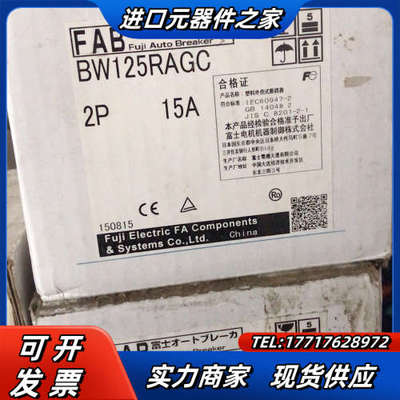 进口元器件之家
FAB
Fuji Auto Breaker
BW125RAGC
2P 15A
5
合格证
产品名称：塑料外壳式断路器
IEC60947-2
GB 14048.2
JIS C 8201-2-1
本产品经检验合格准予出厂
富士电机机器制御株式会社
150815
CE
Fuji Electric FA Components
& Systems Co.,Ltd. China
富士オートブレーカ
Breaker
5
可开发票
TEL:17717628972
实力商家 现货供应